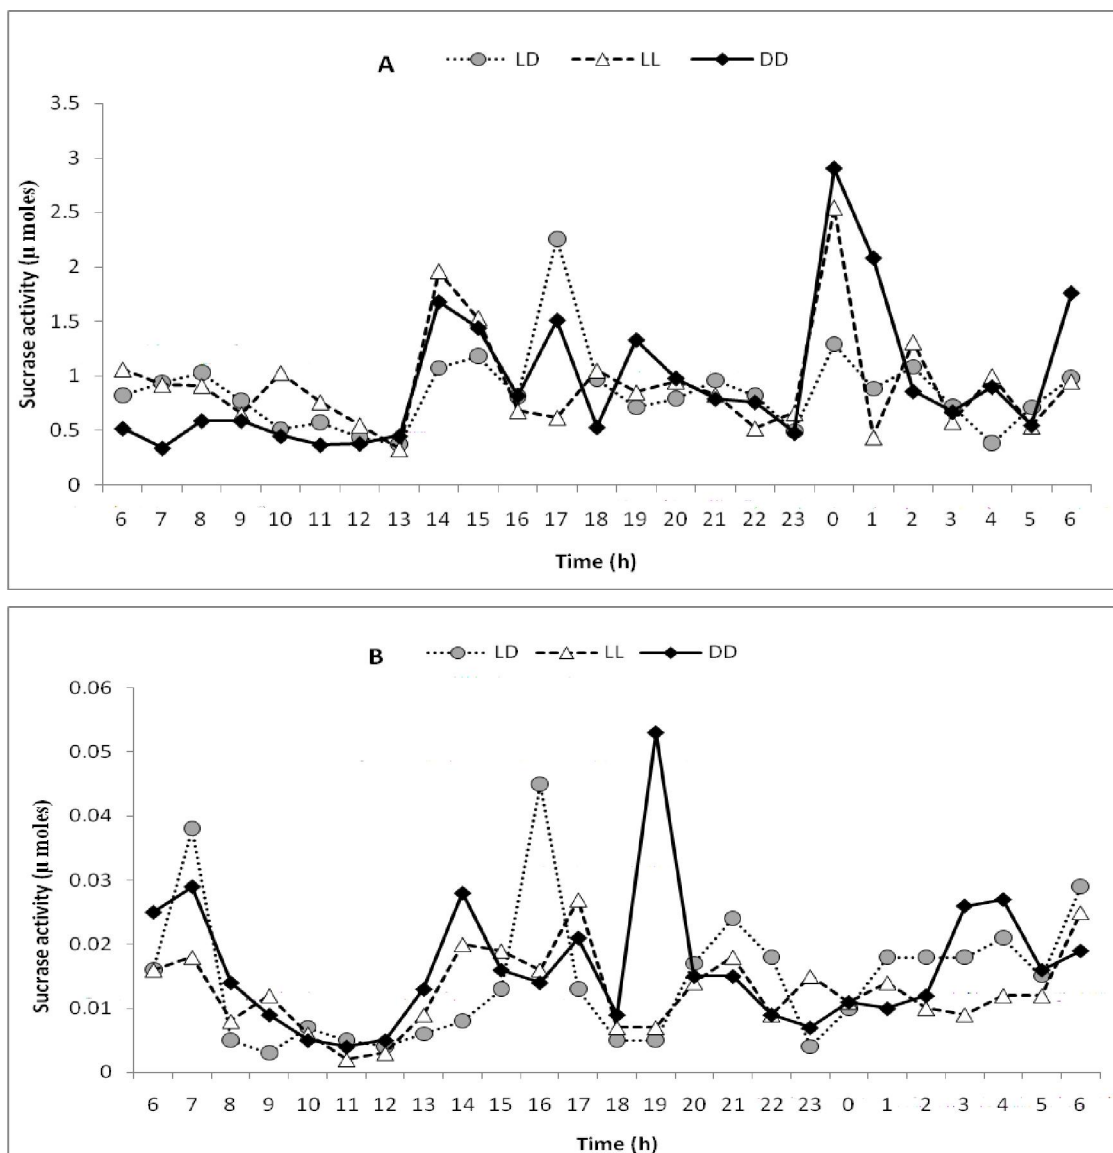 A LD LL DD
3.5
3
2.5
2
1.5
1
0.5
0
Sucrase activity (µ moles)
6 7 8 9 10 11 12 13 14 15 16 17 18 19 20 21 22 23 0 1 2 3 4 5 6
Time (h)
B LD LL DD
0.06
0.05
0.04
0.03
0.02
0.01
0
Sucrase activity (µ moles)
6 7 8 9 10 11 12 13 14 15 16 17 18 19 20 21 22 23 0 1 2 3 4 5 6
Time (h)